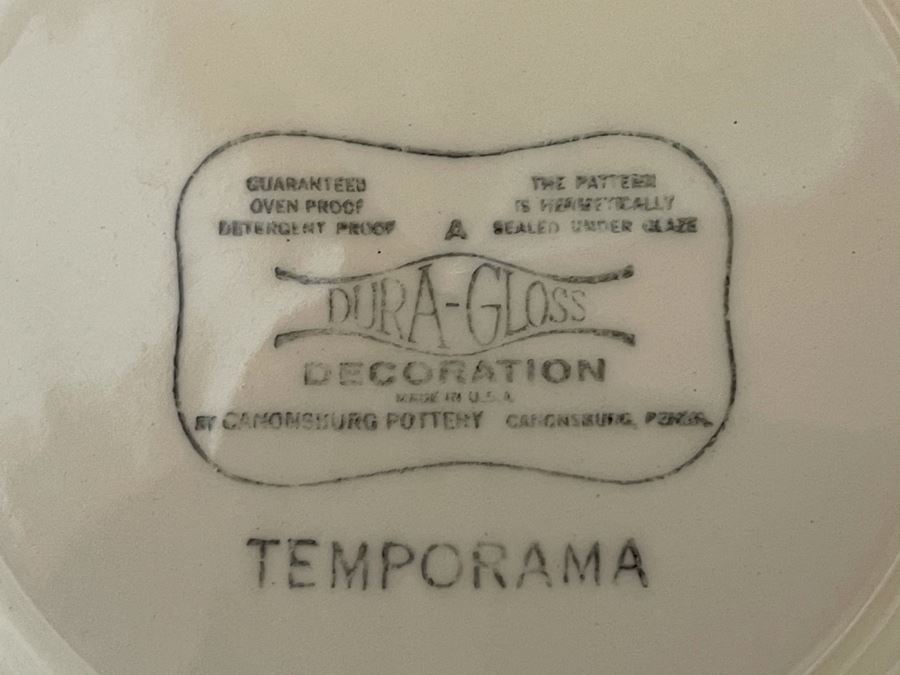 GUARANTEED
OVEN PROOF
DETERGENT PROOF
THE PATTERN
IS HERMETICALLY
SEALED UNDER GLAZE
A
DURA-GLOSS
DECORATION
MADE IN U.S.A.
BY CANONSBURG POTTERY CANONSBURG, PENNA.
TEMPORAMA